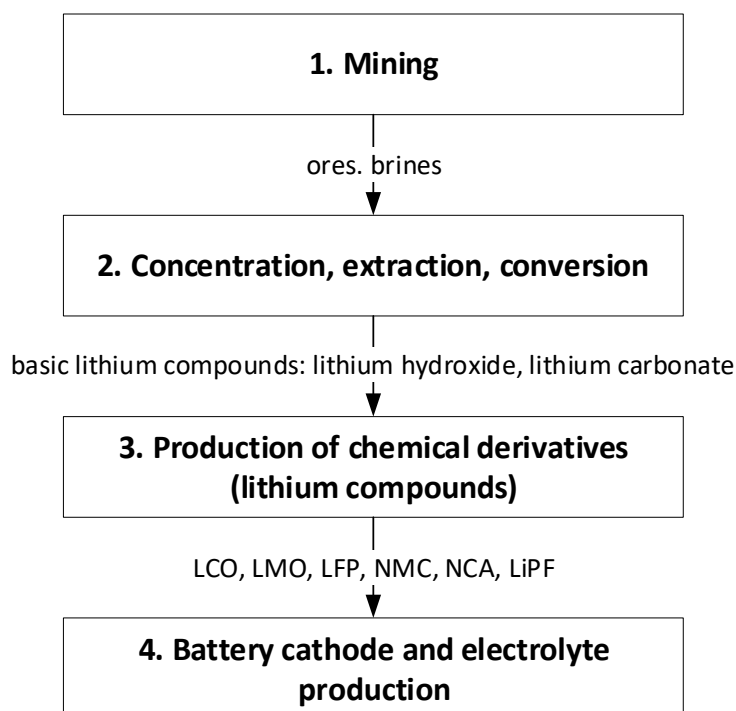 1. Mining
ores. brines
2. Concentration, extraction, conversion
basic lithium compounds: lithium hydroxide, lithium carbonate
3. Production of chemical derivatives
(lithium compounds)
LCO, LMO, LFP, NMC, NCA, LiPF
4. Battery cathode and electrolyte
production